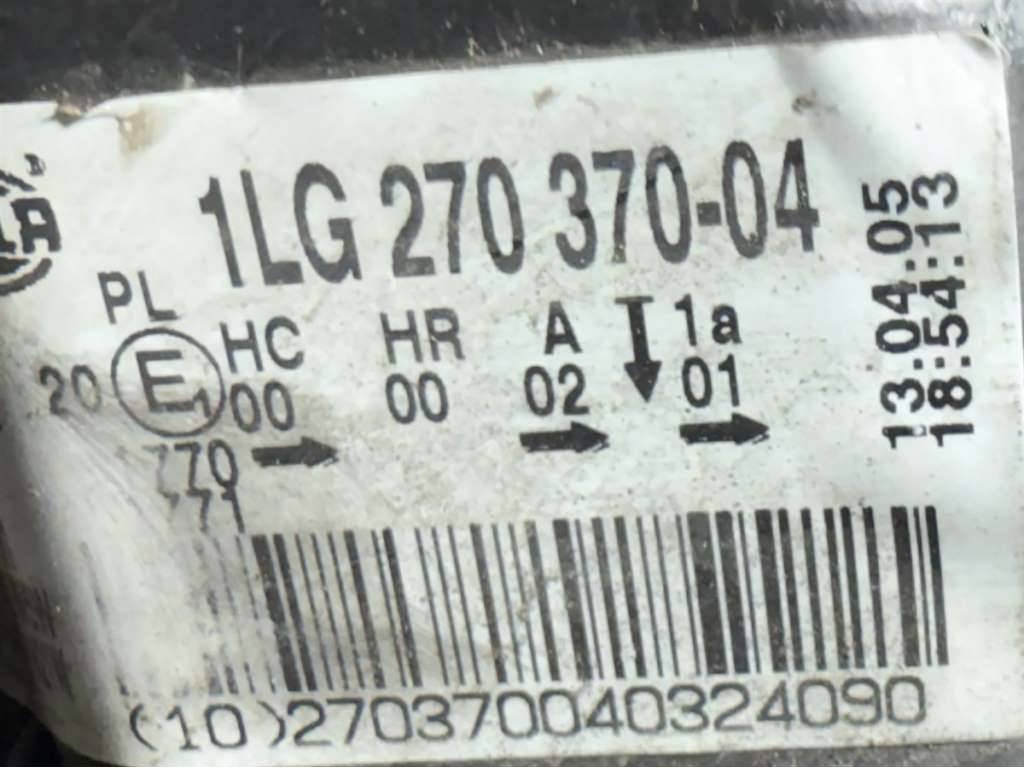 1LG 270 370-04
PL
HC HR A 1a
20 E1 00 00 02 01
770
771
(10)270370040324090
13.04.05
18:54:13